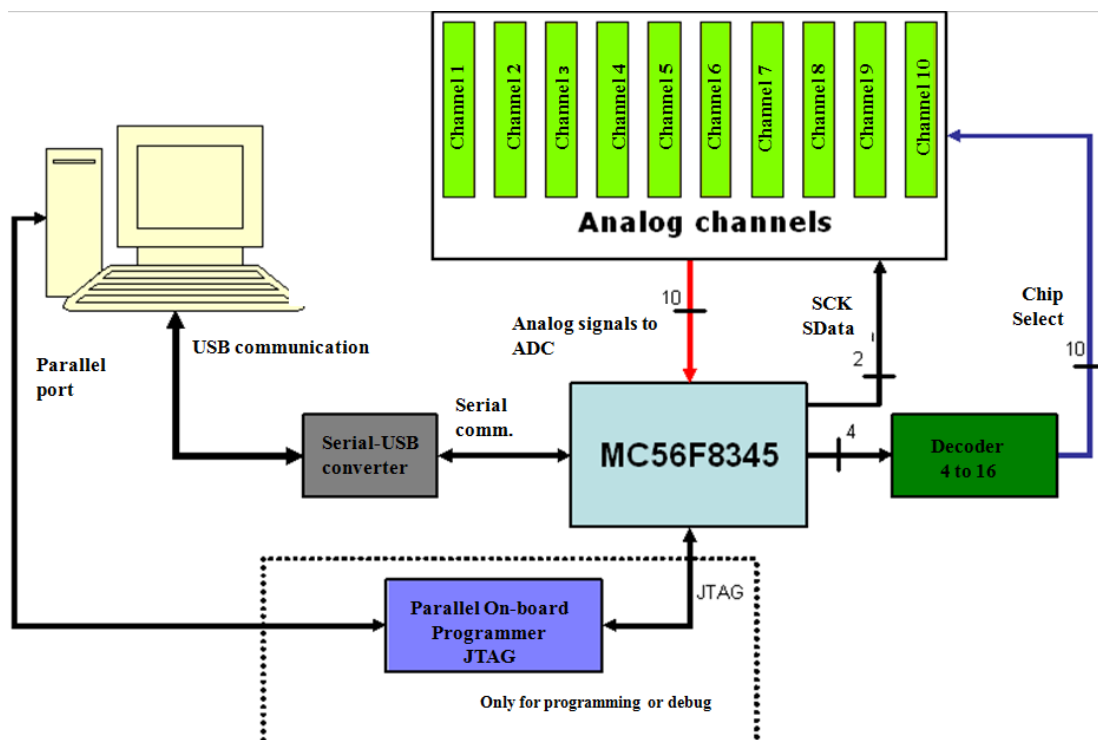 Channel 1
Channel 2
Channel 3
Channel 4
Channel 5
Channel 6
Channel 7
Channel 8
Channel 9
Channel 10
Analog channels
10
Analog signals to
ADC
SCK
SData
2
Chip
Select
10
USB communication
Parallel
port
Serial-USB
converter
Serial
comm.
MC56F8345
4
Decoder
4 to 16
JTAG
Parallel On-board
Programmer
JTAG
Only for programming or debug